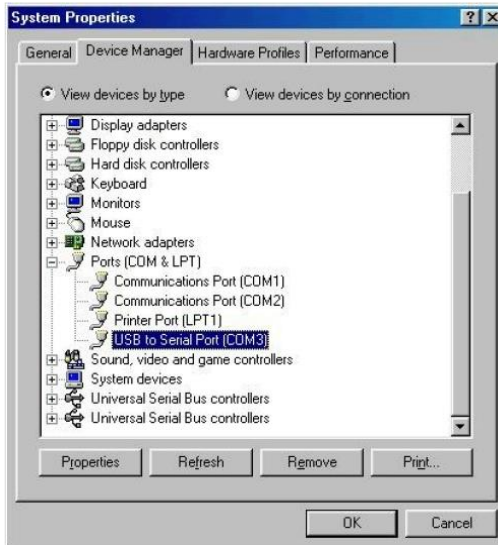 System Properties
General Device Manager Hardware Profiles Performance
View devices by type View devices by connection
Display adapters
Floppy disk controllers
Hard disk controllers
Keyboard
Monitors
Mouse
Network adapters
Ports (COM & LPT)
Communications Port (COM1)
Communications Port (COM2)
Printer Port (LPT1)
USB to Serial Port (COM3)
Sound, video and game controllers
System devices
Universal Serial Bus controllers
Universal Serial Bus controllers
Properties Refresh Remove Print...
OK Cancel